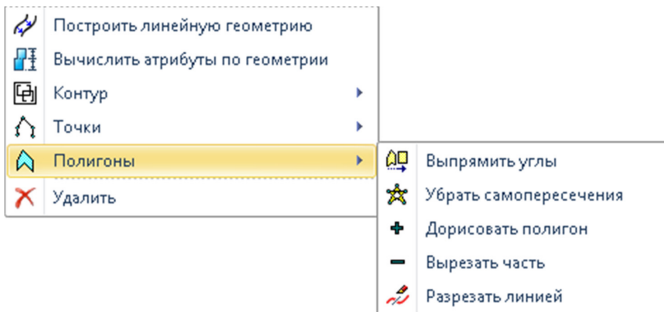 Построить линейную геометрию
Вычислить атрибуты по геометрии
Контур
Точки
Полигоны
Удалить
Выпрямить углы
Убрать самопересечения
Дорисовать полигон
Вырезать часть
Разрезать линией